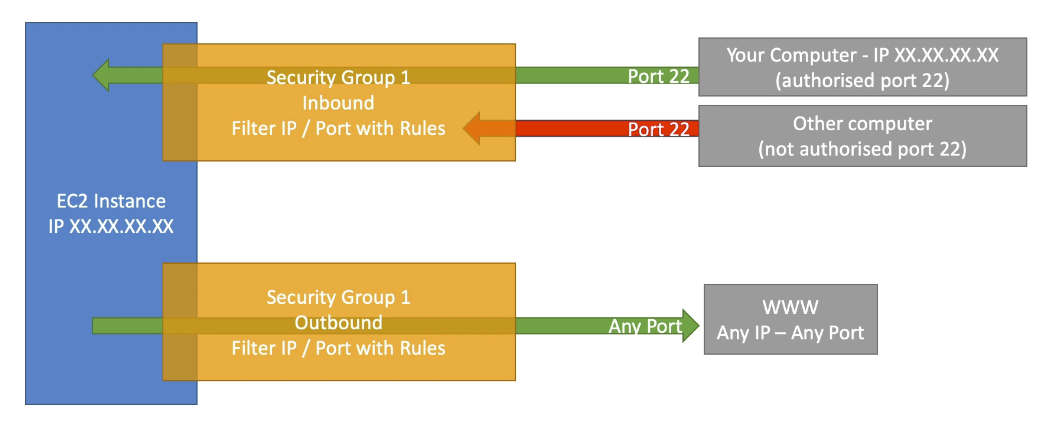 Your Computer - IP XX.XX.XX.XX
(authorised port 22)
Port 22
Security Group 1
Inbound
Filter IP / Port with Rules
Port 22
Other computer
(not authorised port 22)
EC2 Instance
IP XX.XX.XX.XX
Security Group 1
Outbound
Filter IP / Port with Rules
Any Port
WWW
Any IP – Any Port